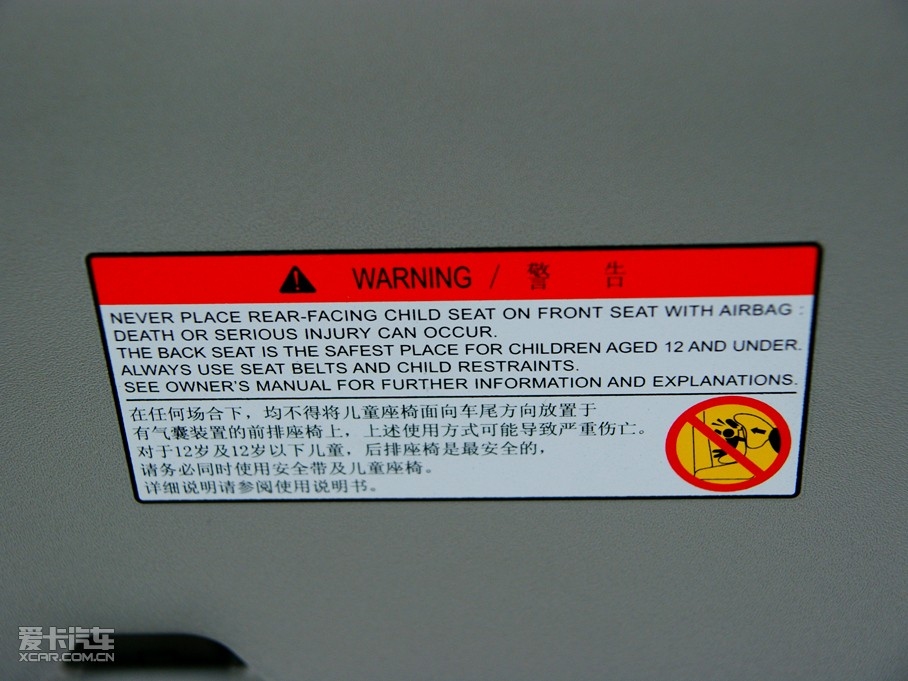 WARNING / 警 告
NEVER PLACE REAR-FACING CHILD SEAT ON FRONT SEAT WITH AIRBAG :
DEATH OR SERIOUS INJURY CAN OCCUR.
THE BACK SEAT IS THE SAFEST PLACE FOR CHILDREN AGED 12 AND UNDER.
ALWAYS USE SEAT BELTS AND CHILD RESTRAINTS.
SEE OWNER'S MANUAL FOR FURTHER INFORMATION AND EXPLANATIONS.
在任何场合下，均不得将儿童座椅面向车尾方向放置于
有气囊装置的前排座椅上，上述使用方式可能导致严重伤亡。
对于12岁及12岁以下儿童，后排座椅是最安全的，
请务必同时使用安全带及儿童座椅。
详细说明请参阅使用说明书。
爱卡汽车
XCAR.COM.CN